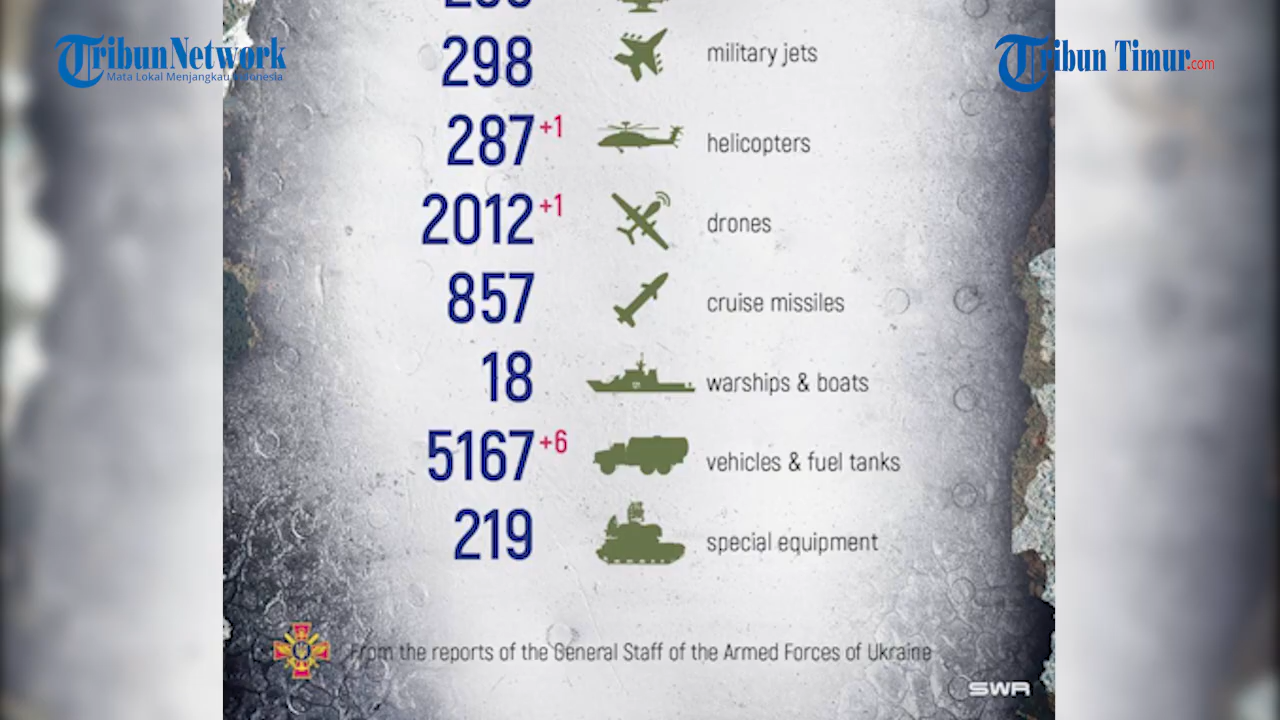 TribunNetwork
Mata Lokal Menjangkau Indonesia
Tribun Timur.com
298 military jets
287 +1 helicopters
2012 +1 drones
857 cruise missiles
18 warships & boats
5167 +6 vehicles & fuel tanks
219 special equipment
From the reports of the General Staff of the Armed Forces of Ukraine
SWA